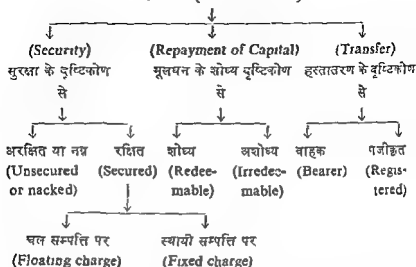 (Security) (Repayment of Capital) (Transfer)
सुरक्षा के दृष्टिकोण मूलधन के शोध्य दृष्टिकोण हस्तांतरण के दृष्टिकोण
से से से
अरक्षित या नग्न रक्षित शोध्य अशोध्य वाहक पंजीकृत
(Unsecured (Secured) (Redee- (Irredee- (Bearer) (Regis-
or nacked) mable) mable) tered)
चल सम्पत्ति पर स्थायी सम्पत्ति पर
(Floating charge) (Fixed charge)